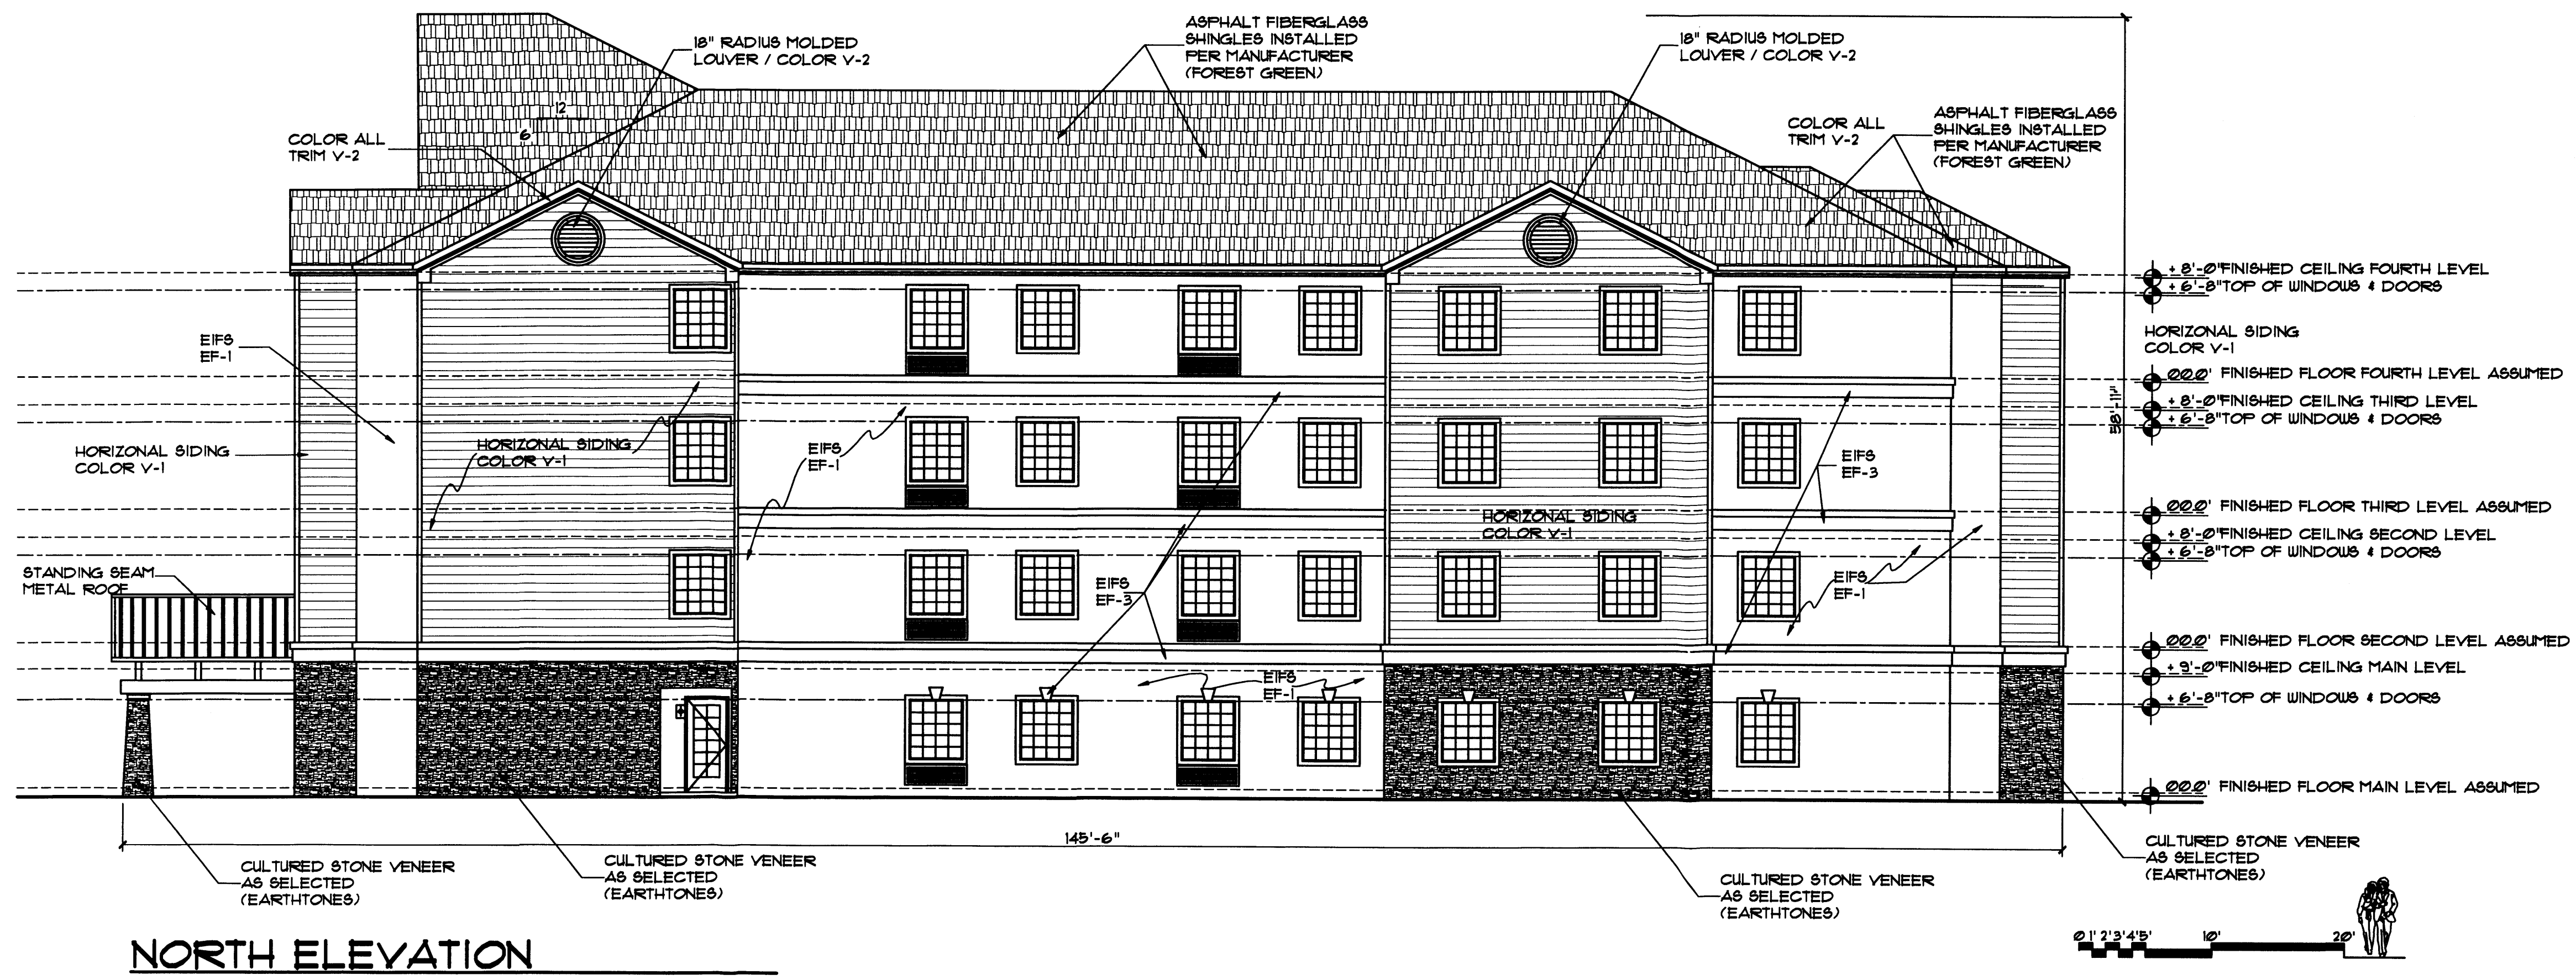 ASPHALT FIBERGLASS
SHINGLES INSTALLED
PER MANUFACTURER
(FOREST GREEN)
18" RADIUS MOLDED
LOUVER / COLOR V-2
18" RADIUS MOLDED
LOUVER / COLOR V-2
12
6
COLOR ALL
TRIM V-2
COLOR ALL
TRIM V-2
ASPHALT FIBERGLASS
SHINGLES INSTALLED
PER MANUFACTURER
(FOREST GREEN)
+ 8'-0" FINISHED CEILING FOURTH LEVEL
+ 6'-8" TOP OF WINDOWS & DOORS
HORIZONAL SIDING
COLOR V-1
EIFS
EF-1
00.0' FINISHED FLOOR FOURTH LEVEL ASSUMED
+ 8'-0" FINISHED CEILING THIRD LEVEL
+ 6'-8" TOP OF WINDOWS & DOORS
58'-11"
HORIZONAL SIDING
COLOR V-1
HORIZONAL SIDING
COLOR V-1
EIFS
EF-1
EIFS
EF-3
HORIZONAL SIDING
COLOR V-1
00.0' FINISHED FLOOR THIRD LEVEL ASSUMED
+ 8'-0" FINISHED CEILING SECOND LEVEL
+ 6'-8" TOP OF WINDOWS & DOORS
STANDING SEAM
METAL ROOF
EIFS
EF-3
EIFS
EF-1
00.0' FINISHED FLOOR SECOND LEVEL ASSUMED
+ 9'-0" FINISHED CEILING MAIN LEVEL
+ 6'-8" TOP OF WINDOWS & DOORS
EIFS
EF-1
00.0' FINISHED FLOOR MAIN LEVEL ASSUMED
145'-6"
CULTURED STONE VENEER
AS SELECTED
(EARTHTONES)
CULTURED STONE VENEER
AS SELECTED
(EARTHTONES)
CULTURED STONE VENEER
AS SELECTED
(EARTHTONES)
CULTURED STONE VENEER
AS SELECTED
(EARTHTONES)
NORTH ELEVATION
0 1' 2' 3' 4' 5' 10' 20'